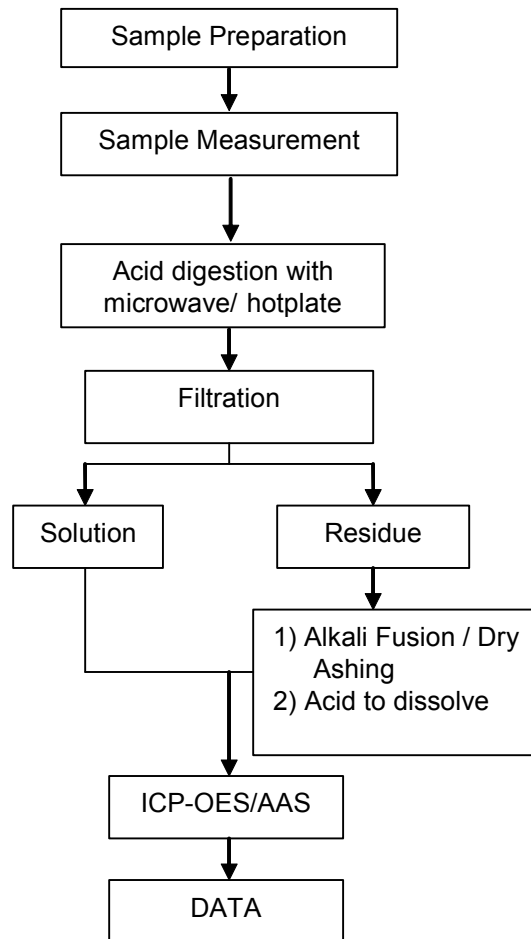 Sample Preparation
Sample Measurement
Acid digestion with
microwave/ hotplate
Filtration
Solution
Residue
1) Alkali Fusion / Dry
Ashing
2) Acid to dissolve
ICP-OES/AAS
DATA